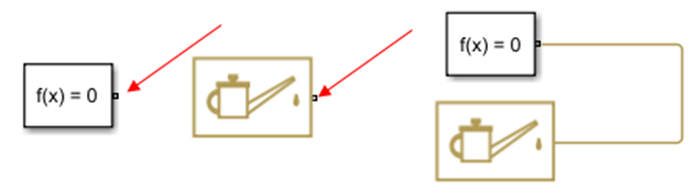 f(x) = 0
f(x) = 0